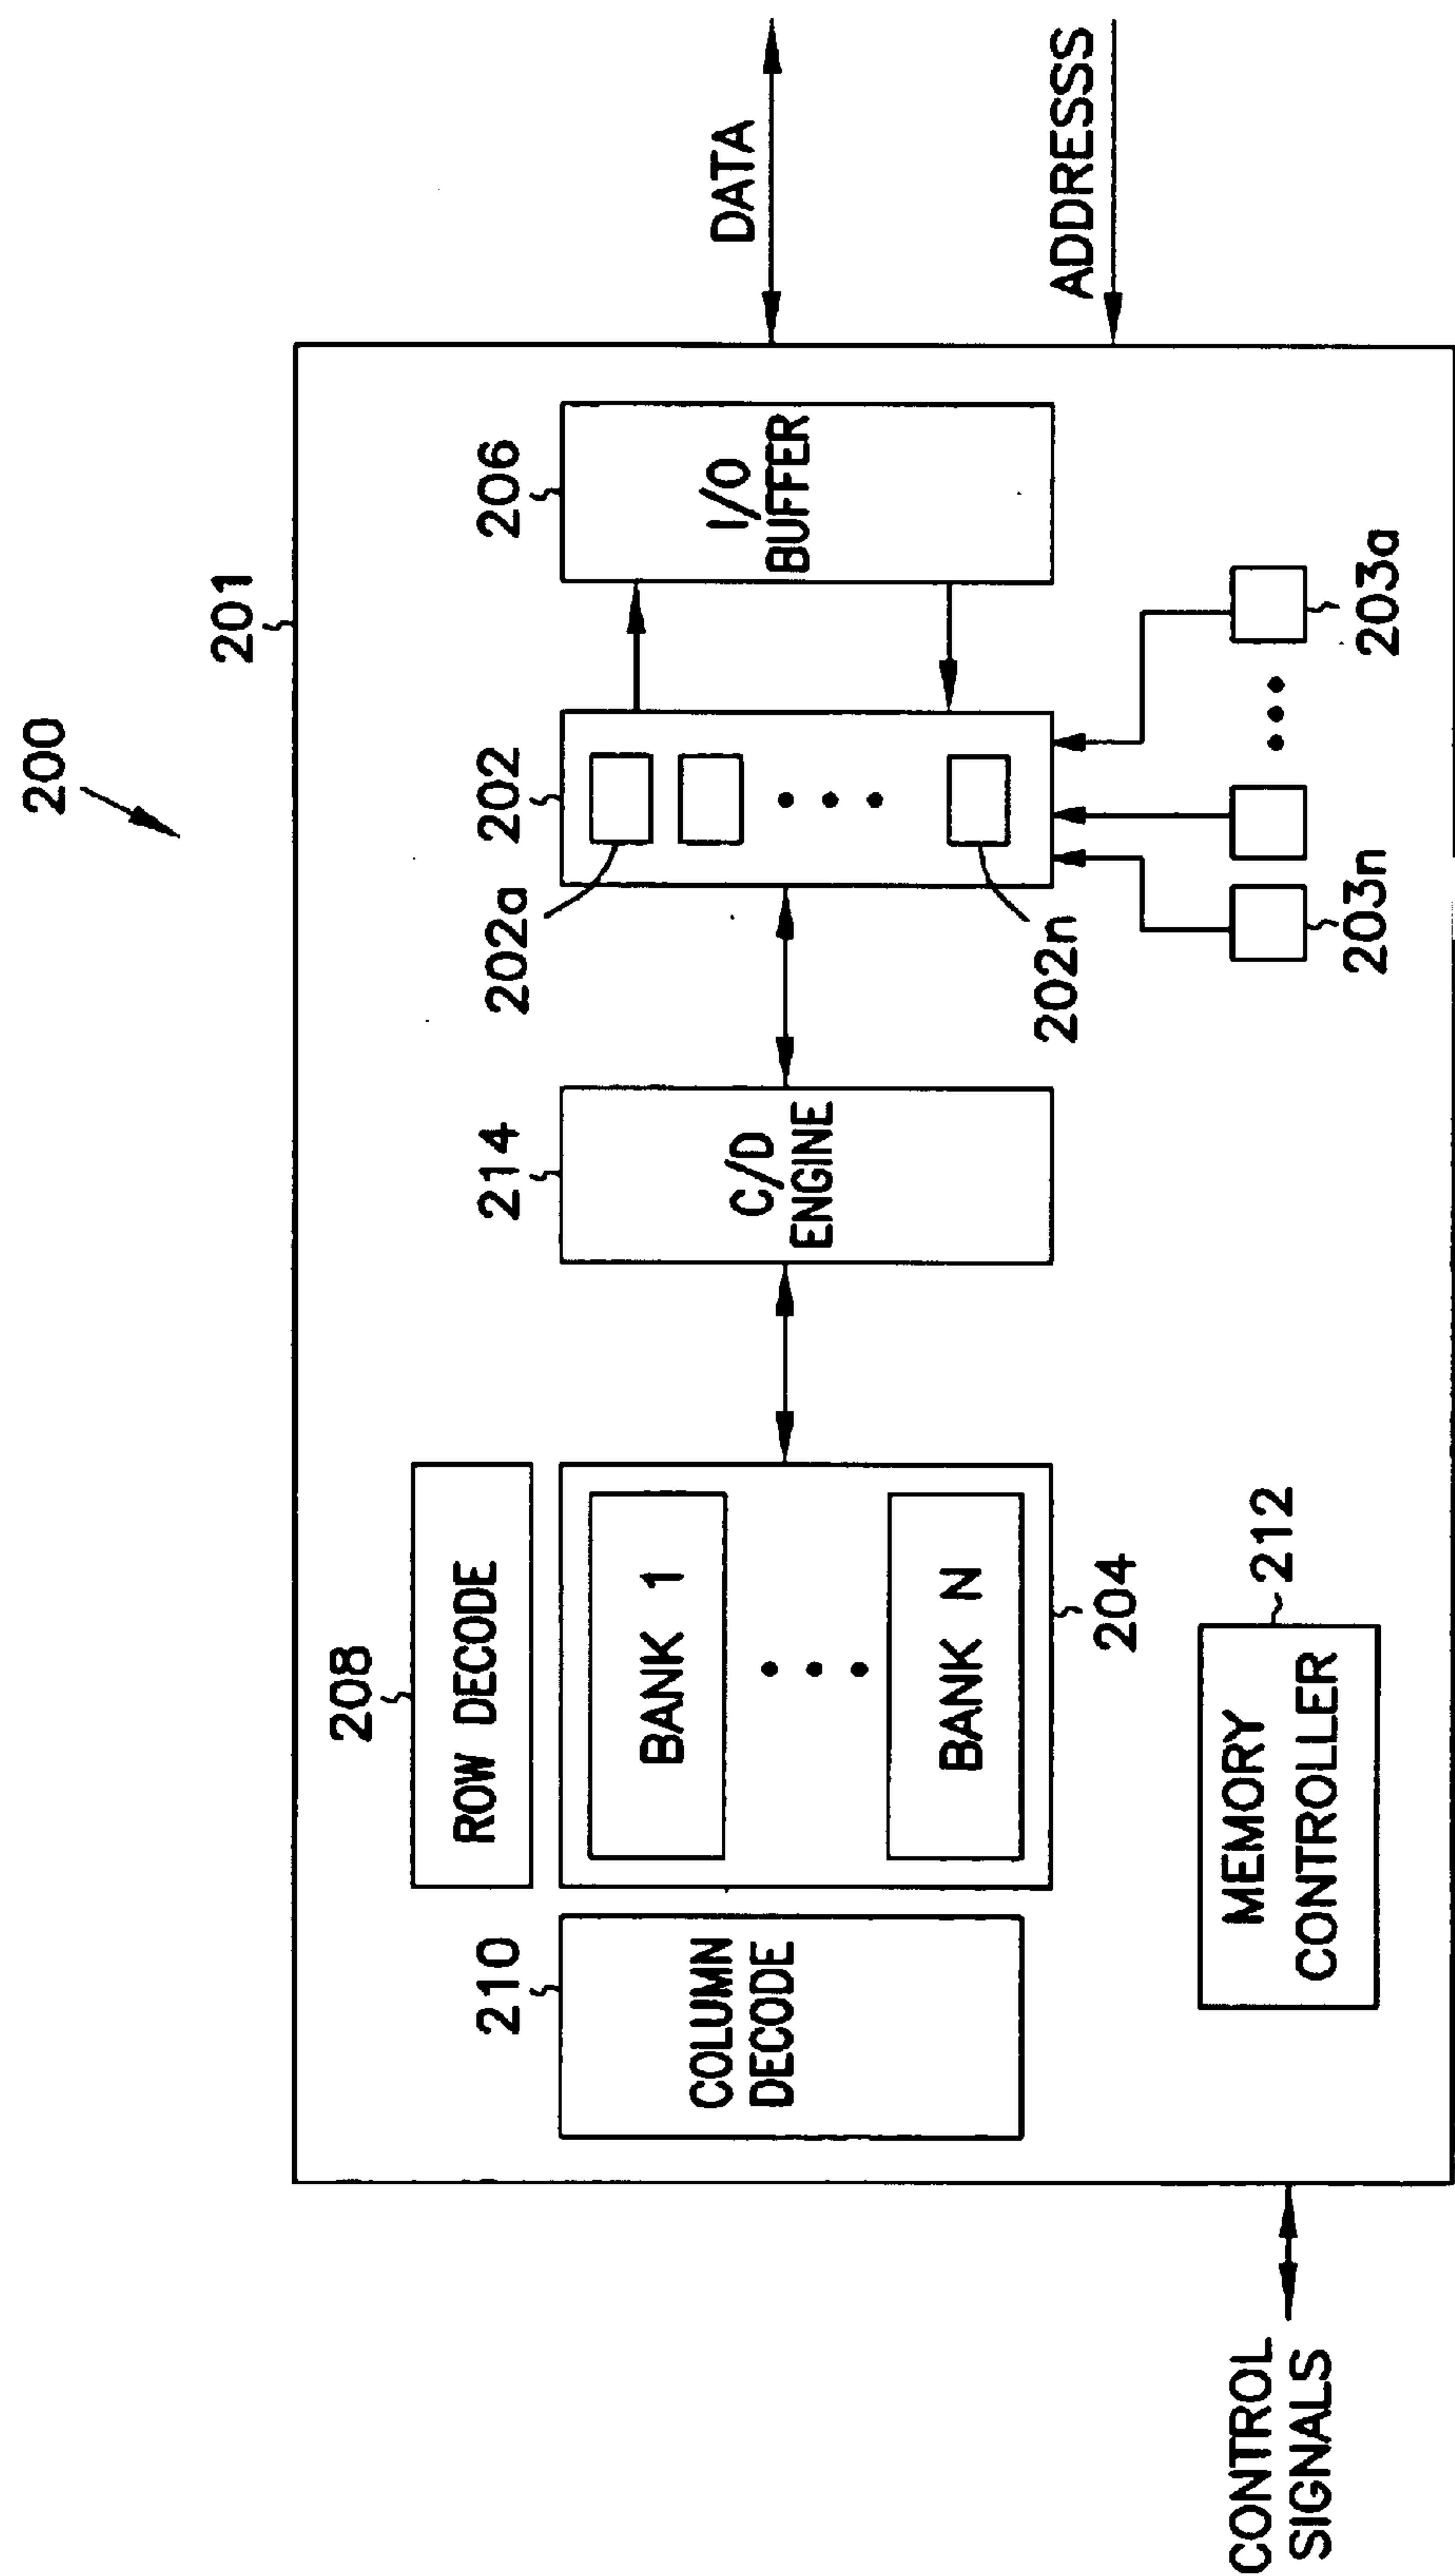 200
201
208
ROW DECODE
210
COLUMN
DECODE
BANK 1
BANK N
204
214
C/D
ENGINE
202
202a
202n
206
I/O
BUFFER
DATA
ADDRESS
203n
203a
212
MEMORY
CONTROLLER
CONTROL
SIGNALS